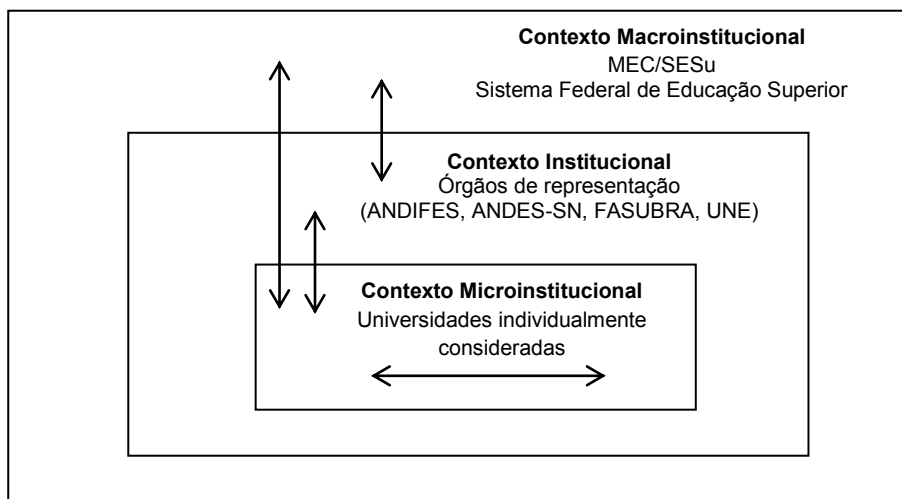 Contexto Macroinstitucional
MEC/SESu
Sistema Federal de Educação Superior
Contexto Institucional
Órgãos de representação
(ANDIFES, ANDES-SN, FASUBRA, UNE)
Contexto Microinstitucional
Universidades individualmente
consideradas